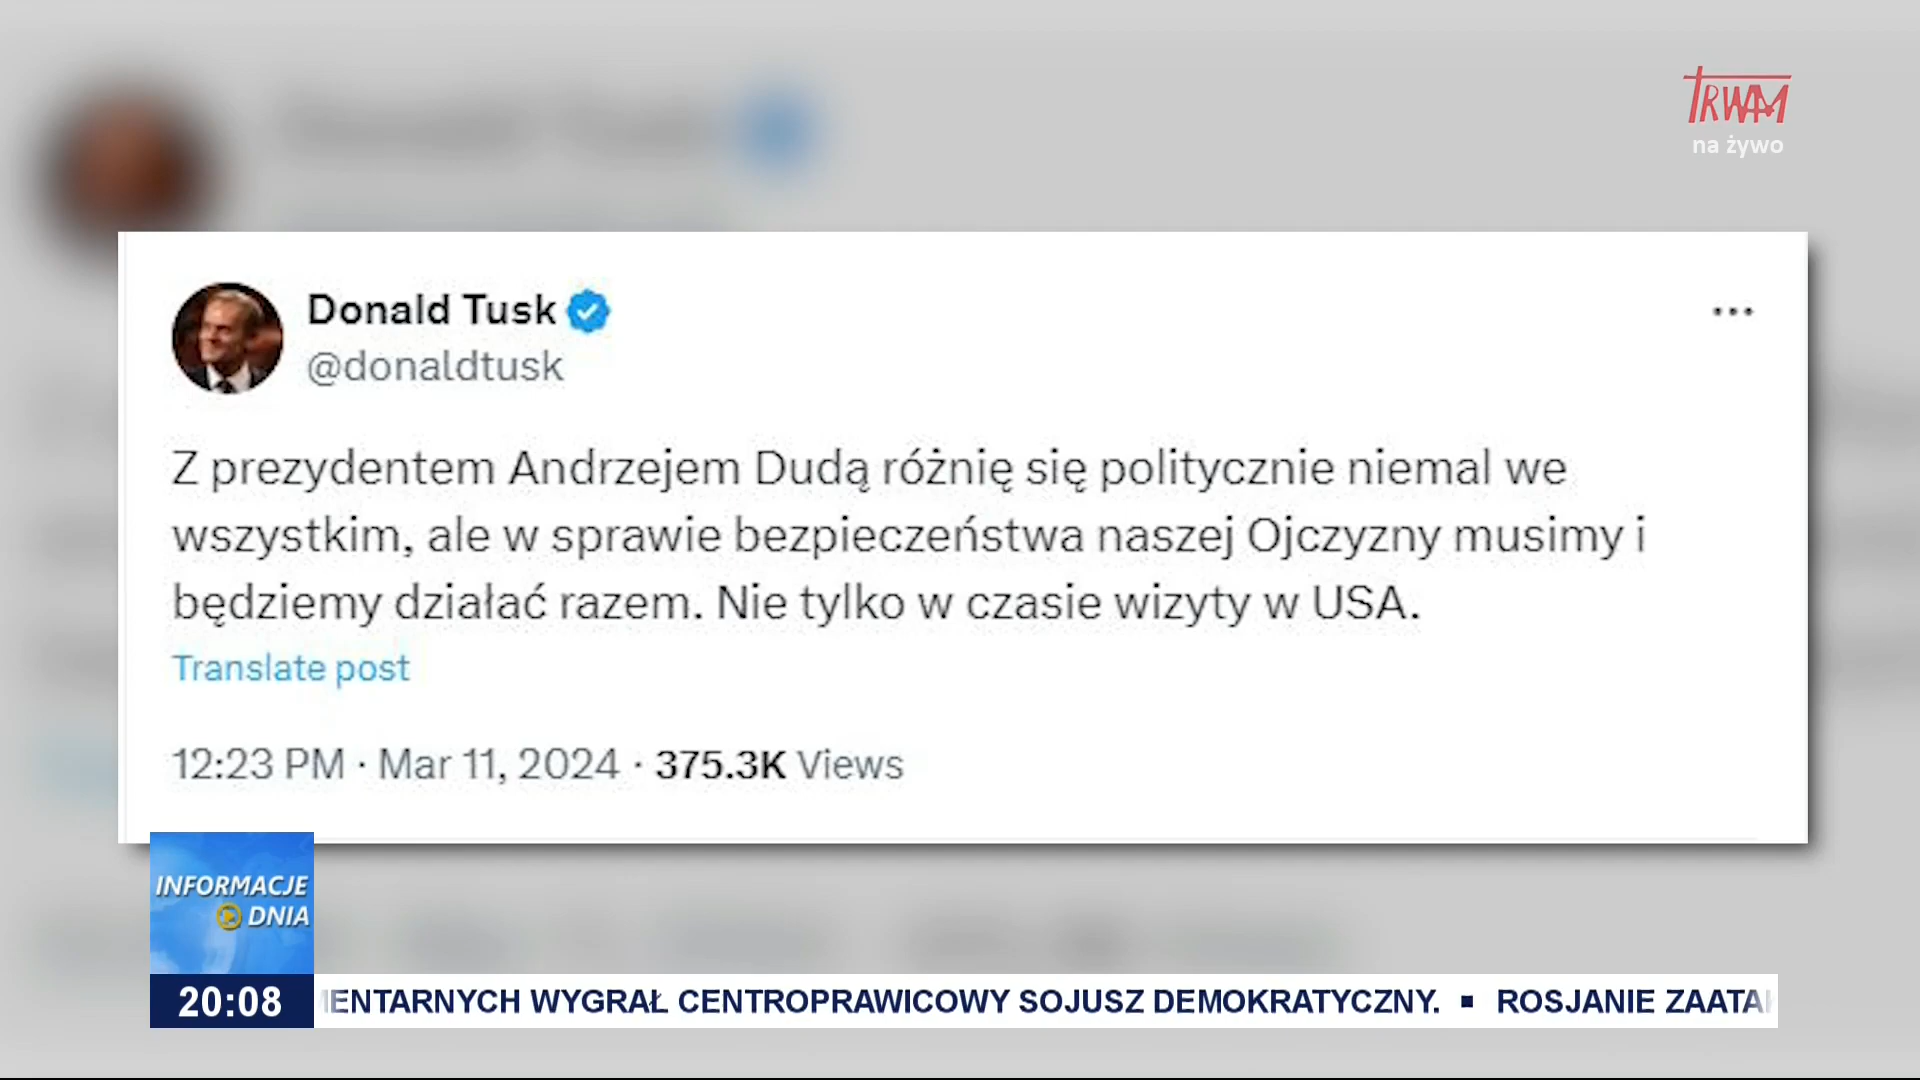 TRWAM
na żywo
Donald Tusk
@donaldtusk
Z prezydentem Andrzejem Dudą różnię się politycznie niemal we
wszystkim, ale w sprawie bezpieczeństwa naszej Ojczyzny musimy i
będziemy działać razem. Nie tylko w czasie wizyty w USA.
Translate post
12:23 PM · Mar 11, 2024 · 375.3K Views
INFORMACJE
DNIA
20:08
WYGRAŁ CENTROPRAWICOWY SOJUSZ DEMOKRATYCZNY. ▪ ROSJANIE